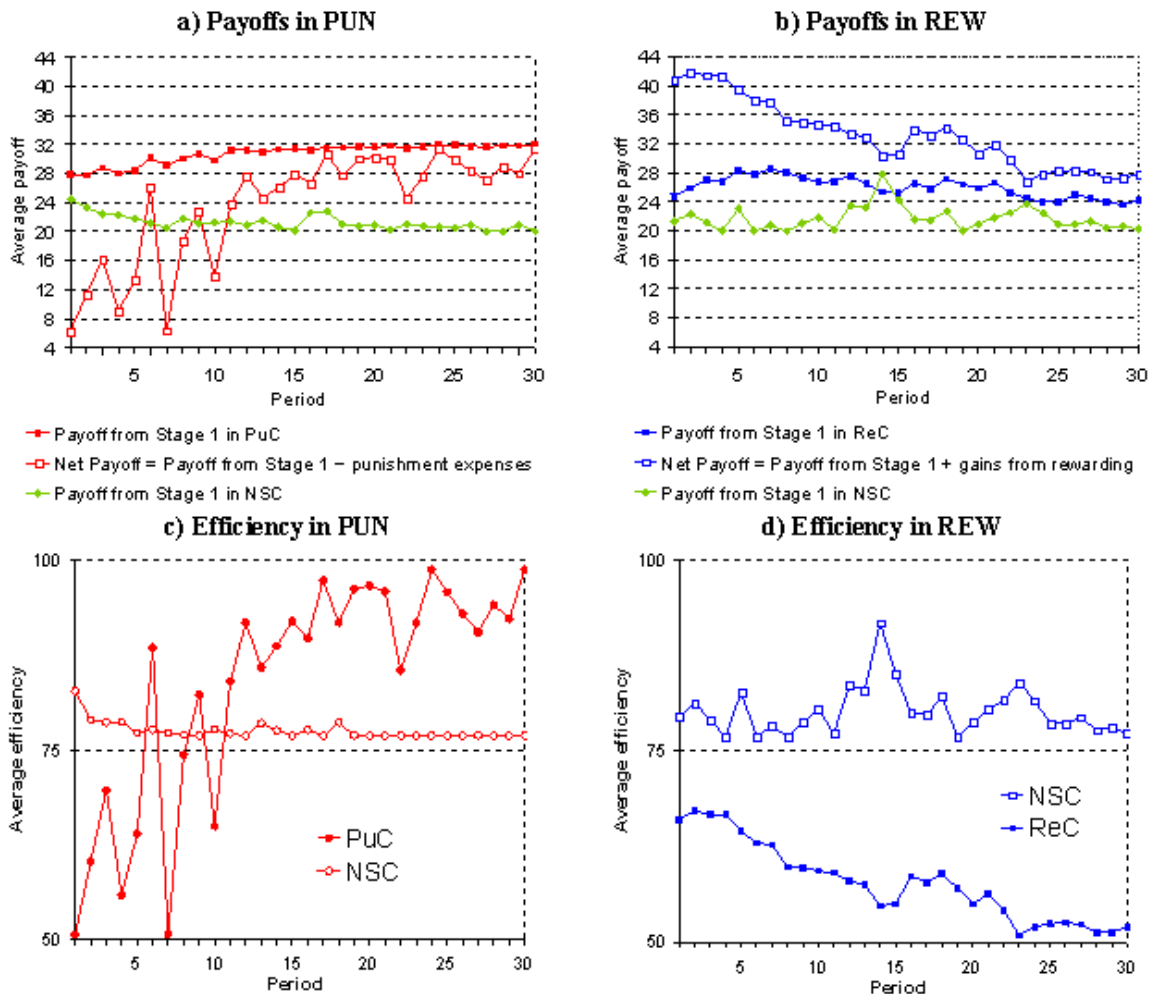 a) Payoffs in PUN
44
40
36
32
28
24
20
16
12
8
4
Average payoff
5 10 15 20 25 30
Period
Payoff from Stage 1 in PuC
Net Payoff = Payoff from Stage 1 − punishment expenses
Payoff from Stage 1 in NSC
b) Payoffs in REW
44
40
36
32
28
24
20
16
12
8
4
Average payoff
5 10 15 20 25 30
Period
Payoff from Stage 1 in ReC
Net Payoff = Payoff from Stage 1 + gains from rewarding
Payoff from Stage 1 in NSC
c) Efficiency in PUN
100
75
50
Average efficiency
PuC
NSC
5 10 15 20 25 30
Period
d) Efficiency in REW
100
75
50
Average efficiency
NSC
ReC
5 10 15 20 25 30
Period